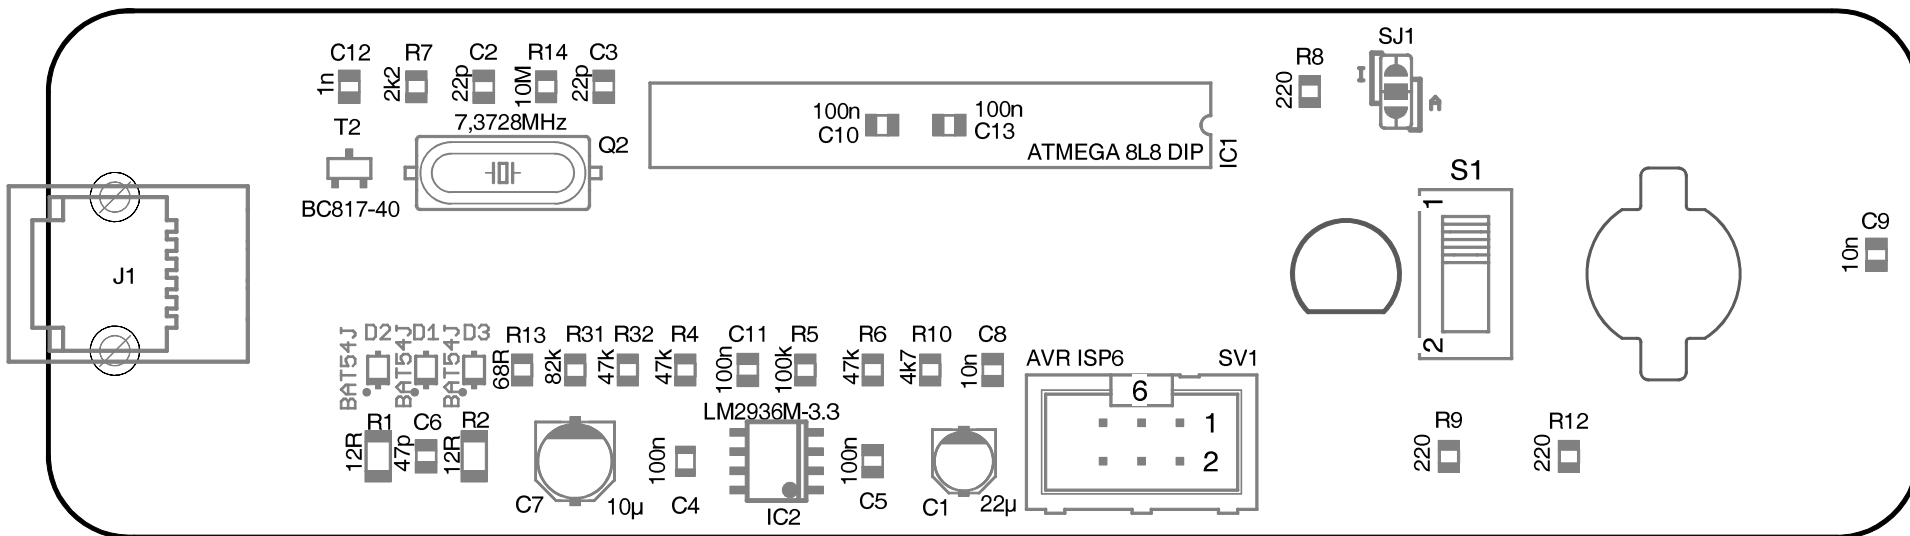 C12 R7 C2 R14 C3
1n 2k2 22p 10M 22p
7,3728MHz
T2
Q2
BC817-40
100n
C10
100n
C13
ATMEGA 8L8 DIP
IC1
R8
220
SJ1
I
A
S1
1
2
C9
10n
J1
D2 D1 D3
BAT54J BAT54J BAT54J
R13 R31 R32 R4 C11 R5 R6 R10 C8
68R 82k 47k 47k 100n 100k 47k 4k7 10n
AVR ISP6 SV1
6
1
2
R1 C6 R2
12R 47p 12R
LM2936M-3.3
C7
10µ
100n
C4
IC2
100n
C5
C1
22µ
R9
220
R12
220